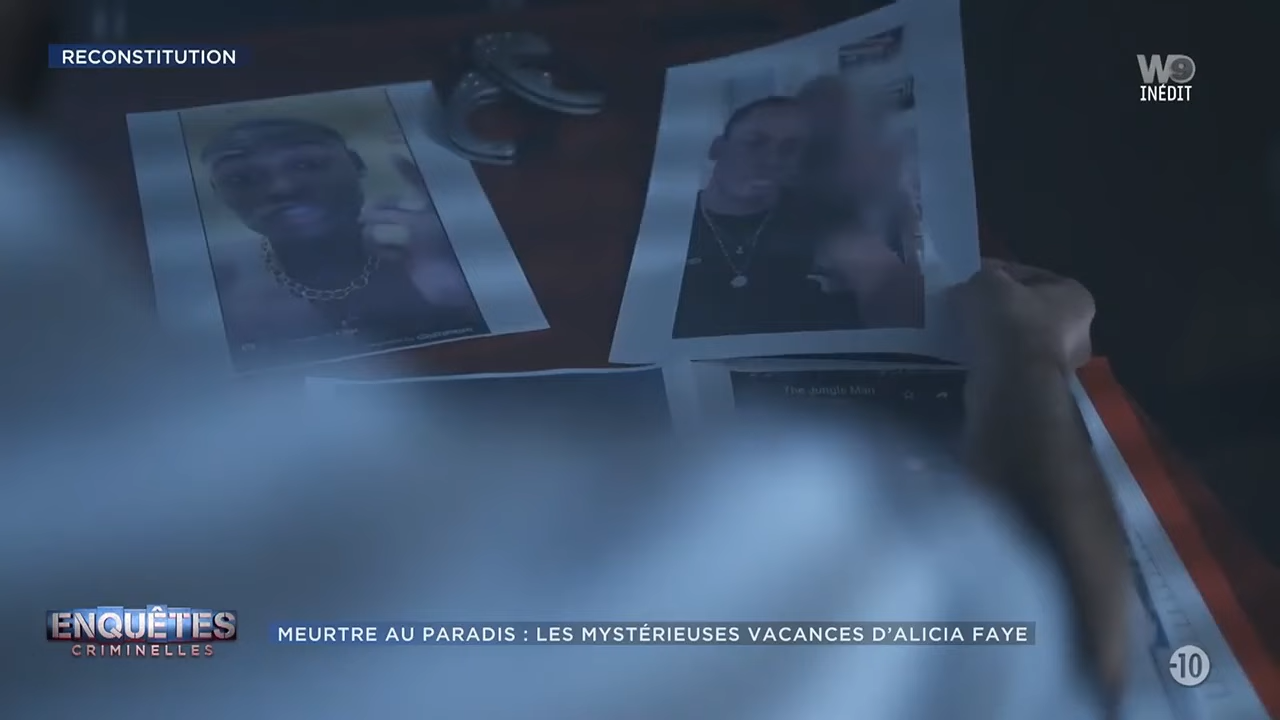 RECONSTITUTION
W9
INÉDIT
The Jungle Man
ENQUÊTES
CRIMINELLES
MEURTRE AU PARADIS : LES MYSTÉRIEUSES VACANCES D'ALICIA FAYE
-10